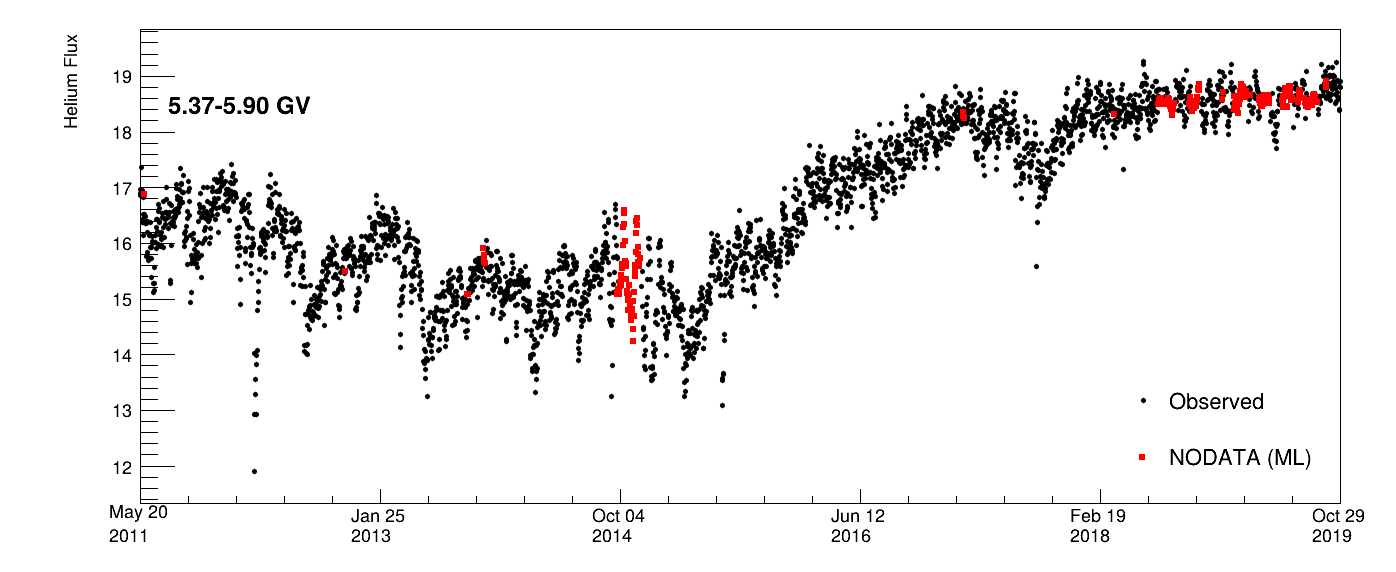 Helium Flux
5.37-5.90 GV
19
18
17
16
15
14
13
12
Observed
NODATA (ML)
May 20 Jan 25 Oct 04 Jun 12 Feb 19 Oct 29
2011 2013 2014 2016 2018 2019